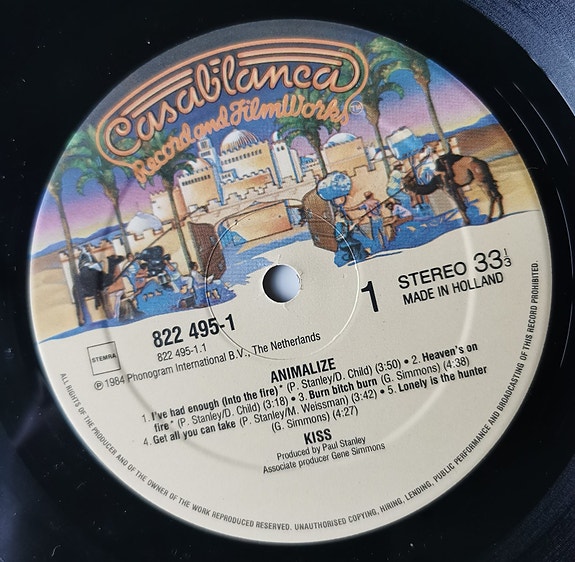 Casablanca
Record and FilmWorks™
STEREO 33 1/3
MADE IN HOLLAND
1
822 495-1
822 495-1.1
STEMRA
℗ 1984 Phonogram International B.V., The Netherlands
ANIMALIZE
1. I've had enough (Into the fire)* (P. Stanley/D. Child) (3:50) • 2. Heaven's on
fire* (P. Stanley/D. Child) (3:18) • 3. Burn bitch burn (G. Simmons) (4:38)
4. Get all you can take (P. Stanley/M. Weissman) (3:42) • 5. Lonely is the hunter
(G. Simmons) (4:27)
KISS
Produced by Paul Stanley
Associate producer Gene Simmons
ALL RIGHTS OF THE PRODUCER AND OF THE OWNER OF THE WORK REPRODUCED RESERVED. UNAUTHORISED COPYING, HIRING, LENDING, PUBLIC PERFORMANCE AND BROADCASTING OF THIS RECORD PROHIBITED.